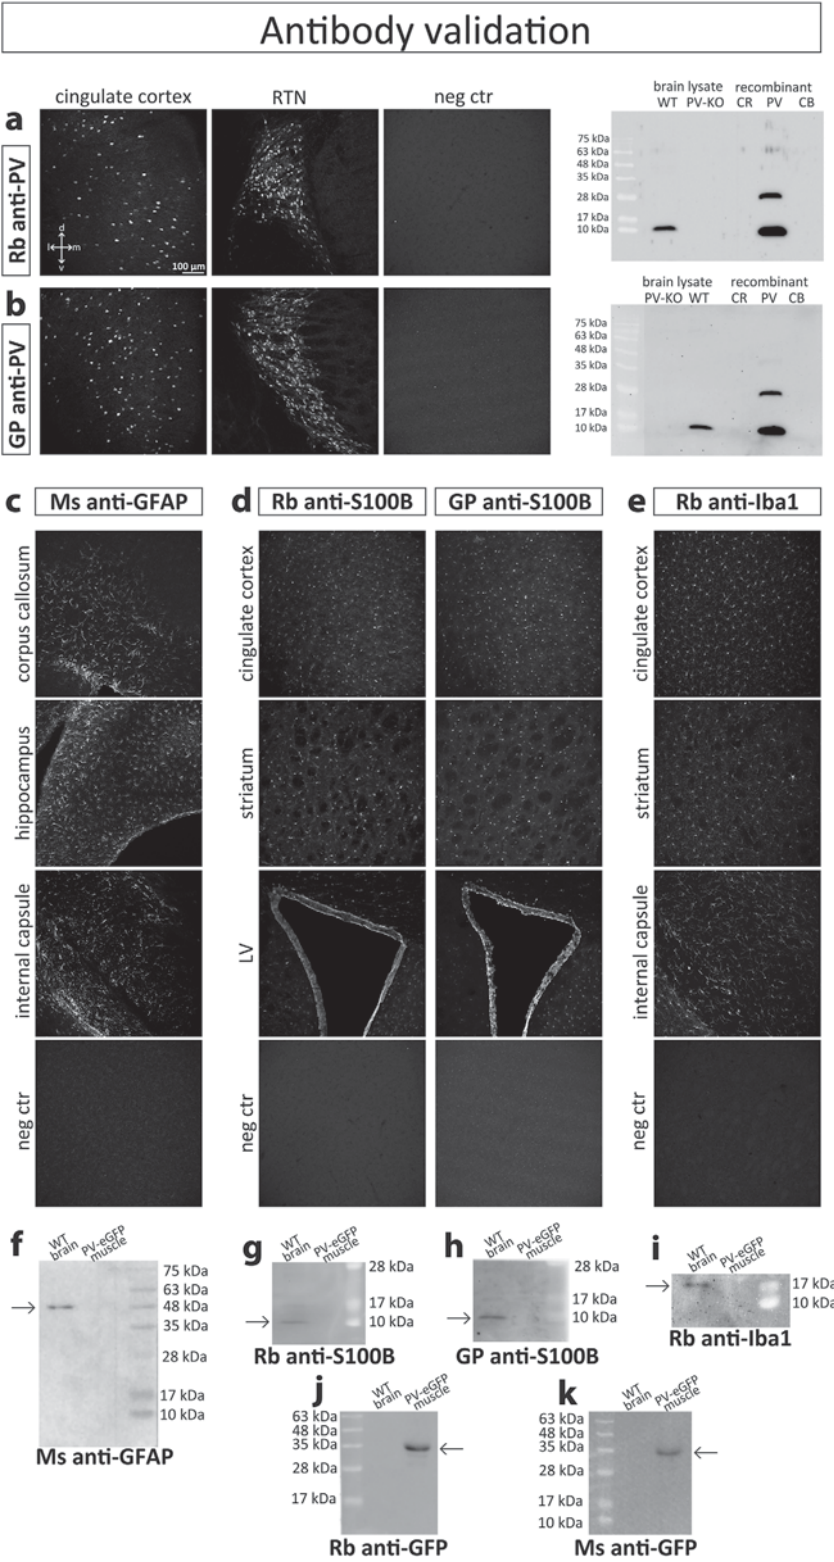 Antibody validation
cingulate cortex RTN neg ctr
a
Rb anti-PV
d
l m
v
100 µm
brain lysate recombinant
WT PV-KO CR PV CB
75 kDa
63 kDa
48 kDa
35 kDa
28 kDa
17 kDa
10 kDa
b
GP anti-PV
brain lysate recombinant
PV-KO WT CR PV CB
75 kDa
63 kDa
48 kDa
35 kDa
28 kDa
17 kDa
10 kDa
c Ms anti-GFAP
corpus callosum
hippocampus
internal capsule
neg ctr
d Rb anti-S100B GP anti-S100B
cingulate cortex
striatum
LV
neg ctr
e Rb anti-Iba1
cingulate cortex
striatum
internal capsule
neg ctr
f
WT brain
PV-eGFP muscle
75 kDa
63 kDa
48 kDa
35 kDa
28 kDa
17 kDa
10 kDa
Ms anti-GFAP
g
WT brain
PV-eGFP muscle
28 kDa
17 kDa
10 kDa
Rb anti-S100B
h
WT brain
PV-eGFP muscle
28 kDa
17 kDa
10 kDa
GP anti-S100B
i
WT brain
PV-eGFP muscle
17 kDa
10 kDa
Rb anti-Iba1
j
WT brain
PV-eGFP muscle
63 kDa
48 kDa
35 kDa
28 kDa
17 kDa
Rb anti-GFP
k
WT brain
PV-eGFP muscle
63 kDa
48 kDa
35 kDa
28 kDa
17 kDa
10 kDa
Ms anti-GFP